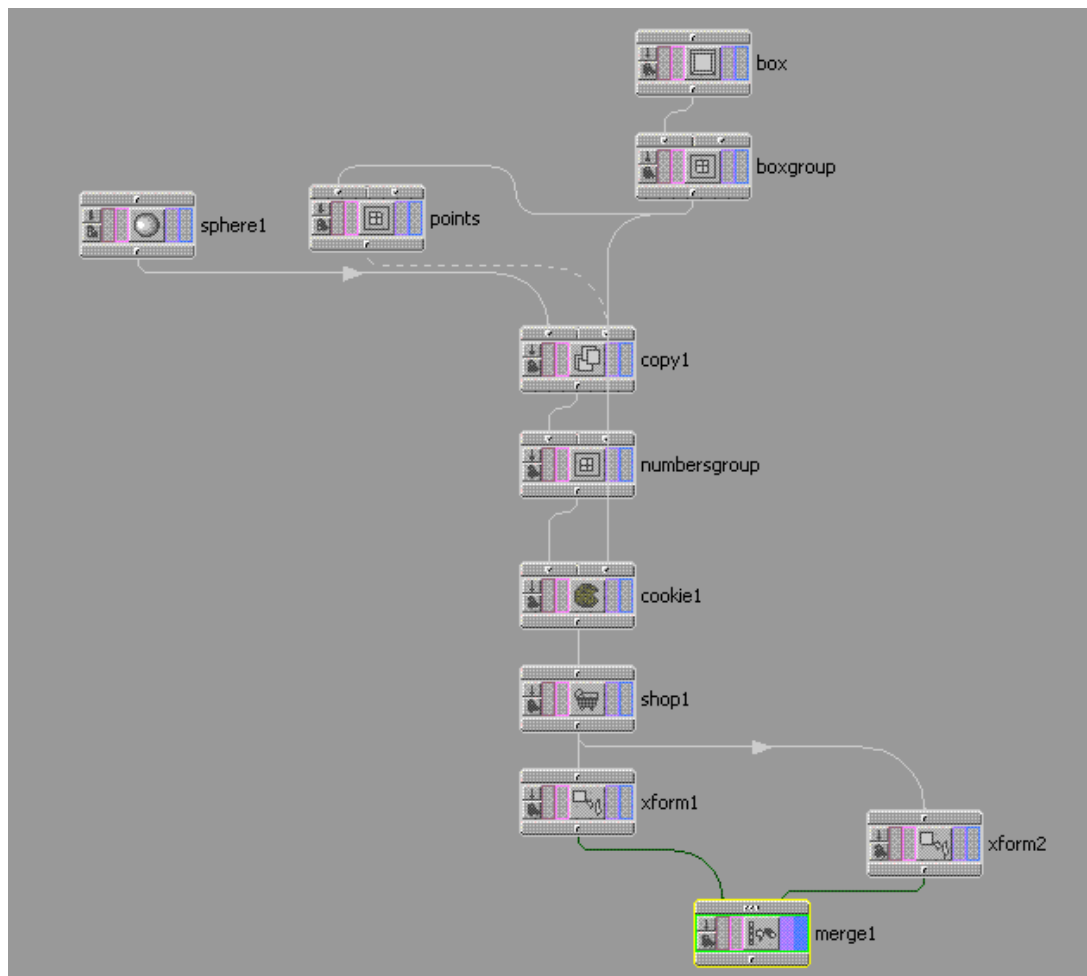 box
boxgroup
sphere1
points
copy1
numbersgroup
cookie1
shop1
xform1
xform2
merge1